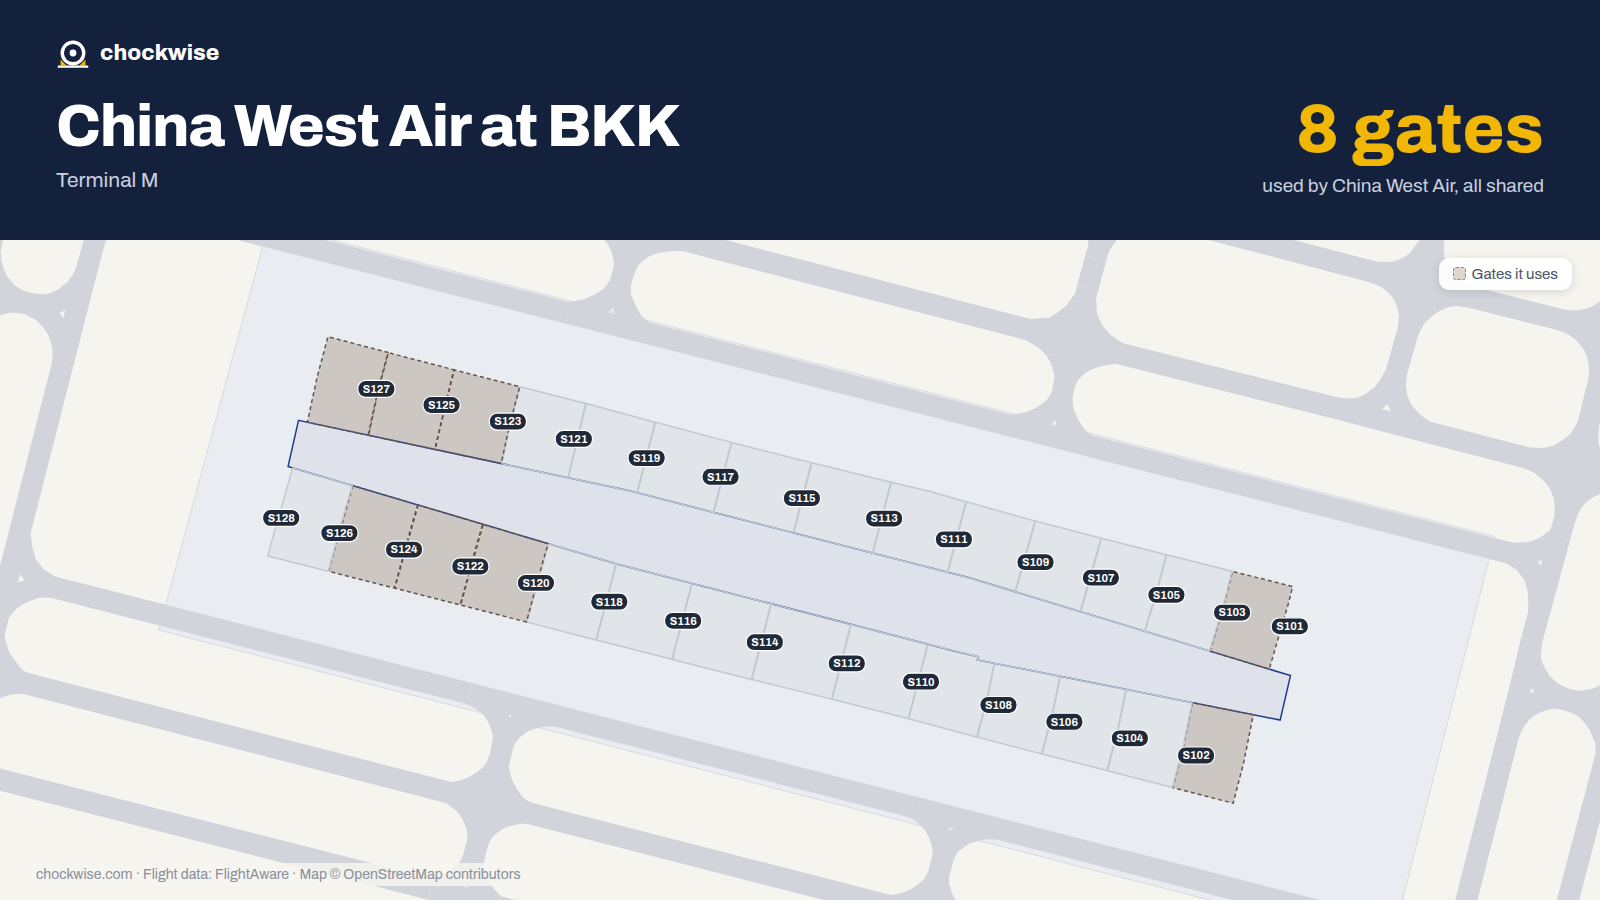 chockwise
China West Air at BKK
Terminal M
8 gates
used by China West Air, all shared
Gates it uses
S127
S125
S123
S121
S119
S117
S115
S113
S111
S109
S107
S105
S103
S101
S128
S126
S124
S122
S120
S118
S116
S114
S112
S110
S108
S106
S104
S102
chockwise.com · Flight data: FlightAware · Map © OpenStreetMap contributors